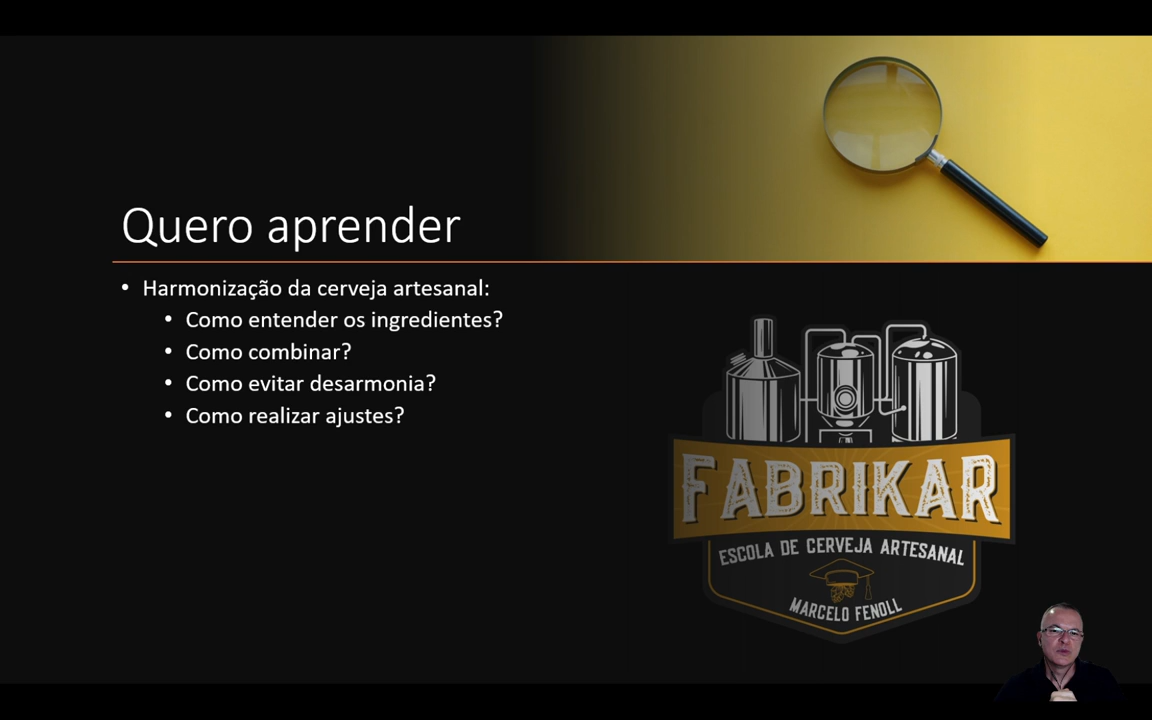 Quero aprender
• Harmonização da cerveja artesanal:
• Como entender os ingredientes?
• Como combinar?
• Como evitar desarmonia?
• Como realizar ajustes?
FABRIKAR
ESCOLA DE CERVEJA ARTESANAL
MARCELO FENOLL